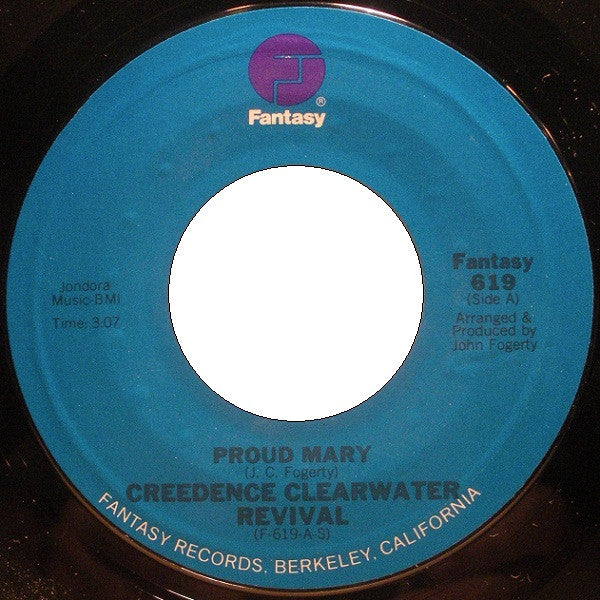 Fantasy®
Jondora
Music-BMI
Time: 3:07
Fantasy
619
(Side A)
Arranged &
Produced by
John Fogerty
PROUD MARY
(J. C. Fogerty)
CREEDENCE CLEARWATER
REVIVAL
(F-619-A-S)
FANTASY RECORDS, BERKELEY, CALIFORNIA